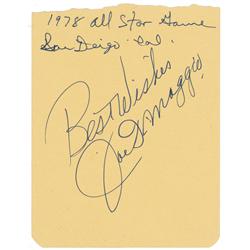 1978 All Star Game
San Deigo Cal.
Best Wishes
Joe DiMaggio